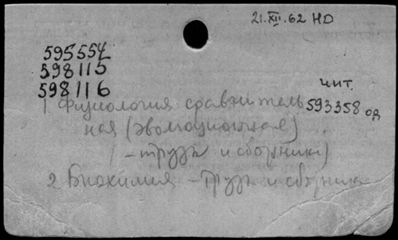 21.XII.62 HD
595554
598115
598116
чит.
593358 од
1 Физиология сравнитель
ная (эволюционная)
(-труды и сборники)
2 Биохимия - труды и сборники